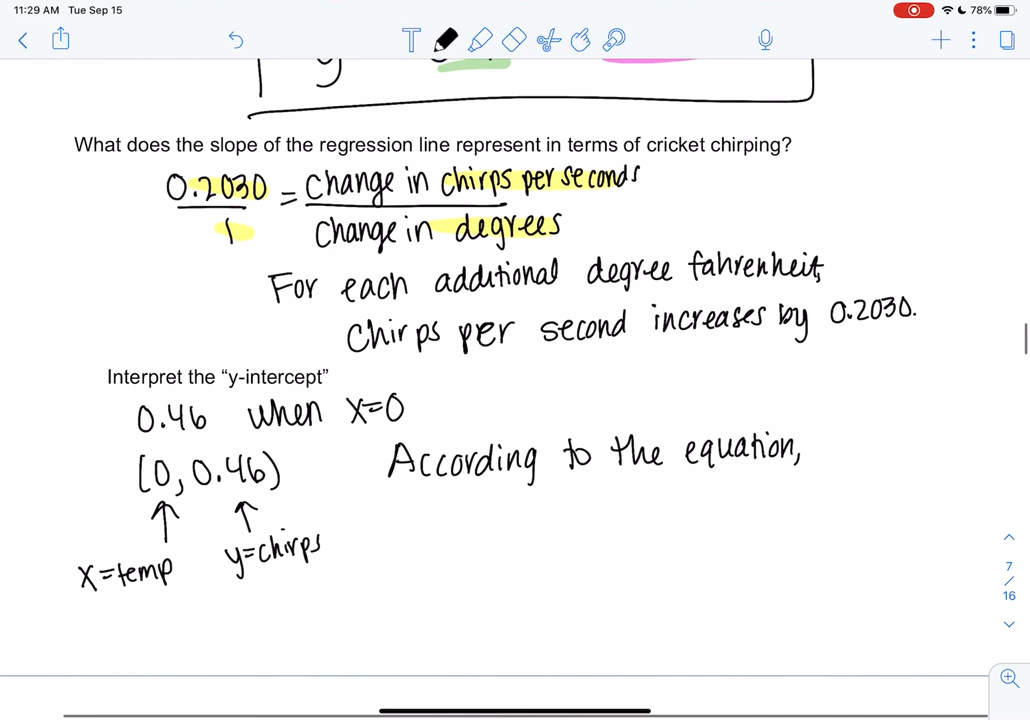 11:29 AM Tue Sep 15
78%
T
y
What does the slope of the regression line represent in terms of cricket chirping?
0.2030 = Change in chirps per seconds
1 Change in degrees
For each additional degree fahrenheit,
Chirps per second increases by 0.2030.
Interpret the “y-intercept”
0.46 when x=0
(0, 0.46) According to the equation,
x=temp y=chirps
7
/
16